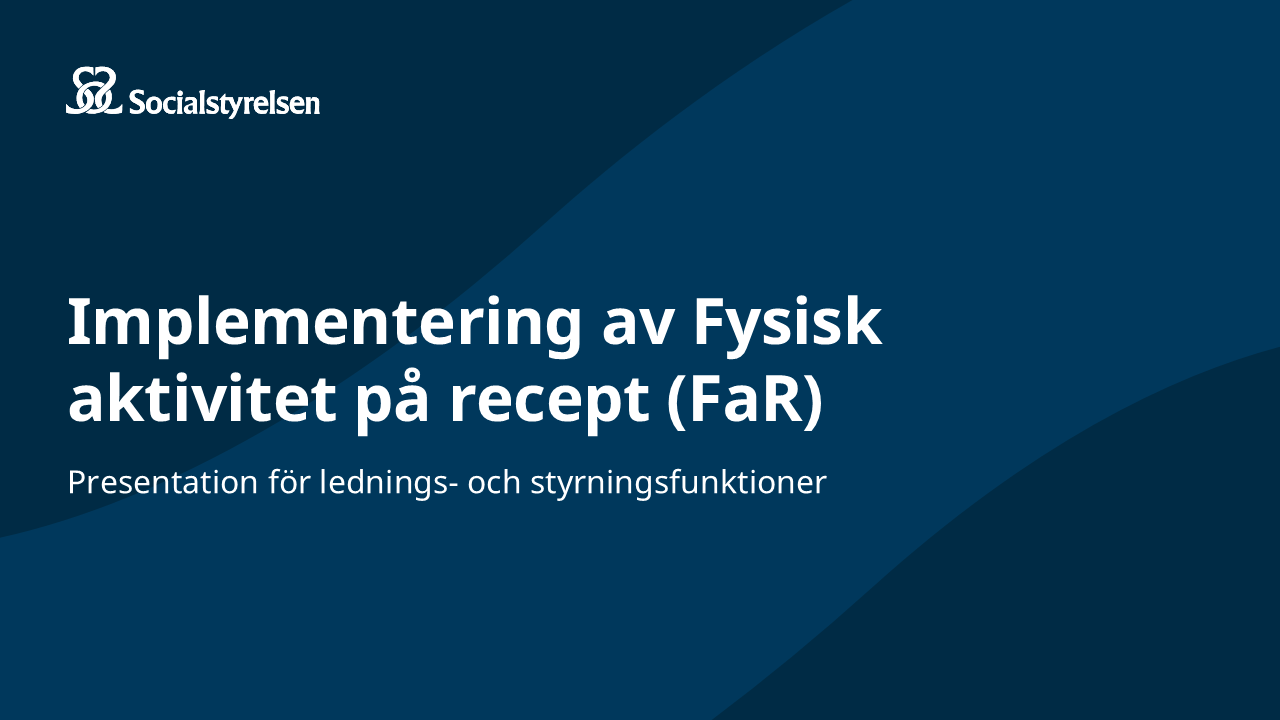 Socialstyrelsen
Implementering av Fysisk
aktivitet på recept (FaR)
Presentation för lednings- och styrningsfunktioner